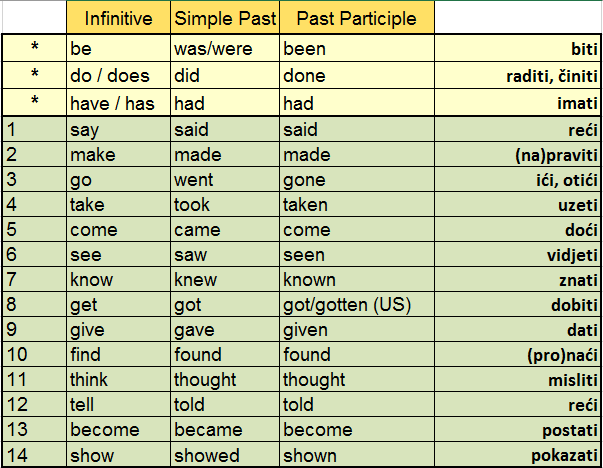 Infinitive Simple Past Past Participle
* be was/were been biti
* do / does did done raditi, činiti
* have / has had had imati
1 say said said reći
2 make made made (na)praviti
3 go went gone ići, otići
4 take took taken uzeti
5 come came come doći
6 see saw seen vidjeti
7 know knew known znati
8 get got got/gotten (US) dobiti
9 give gave given dati
10 find found found (pro)naći
11 think thought thought misliti
12 tell told told reći
13 become became become postati
14 show showed shown pokazati